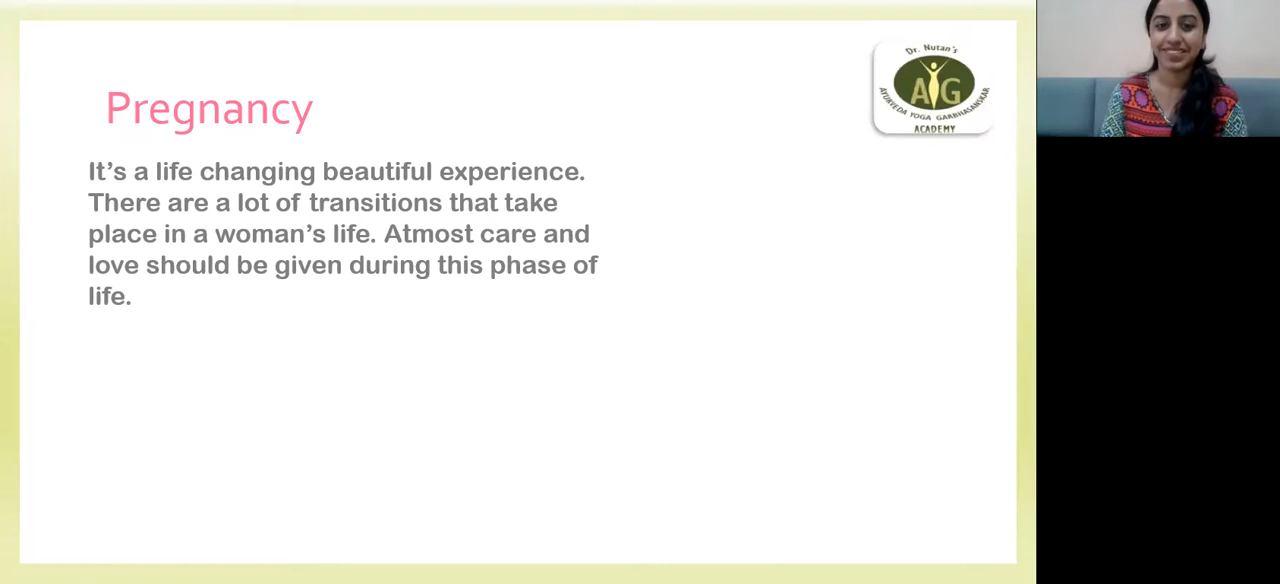 Dr. Nutan's
AYG
AYURVEDA YOGA GARBHASANSKAR
ACADEMY
Pregnancy
It's a life changing beautiful experience.
There are a lot of transitions that take
place in a woman's life. Atmost care and
love should be given during this phase of
life.